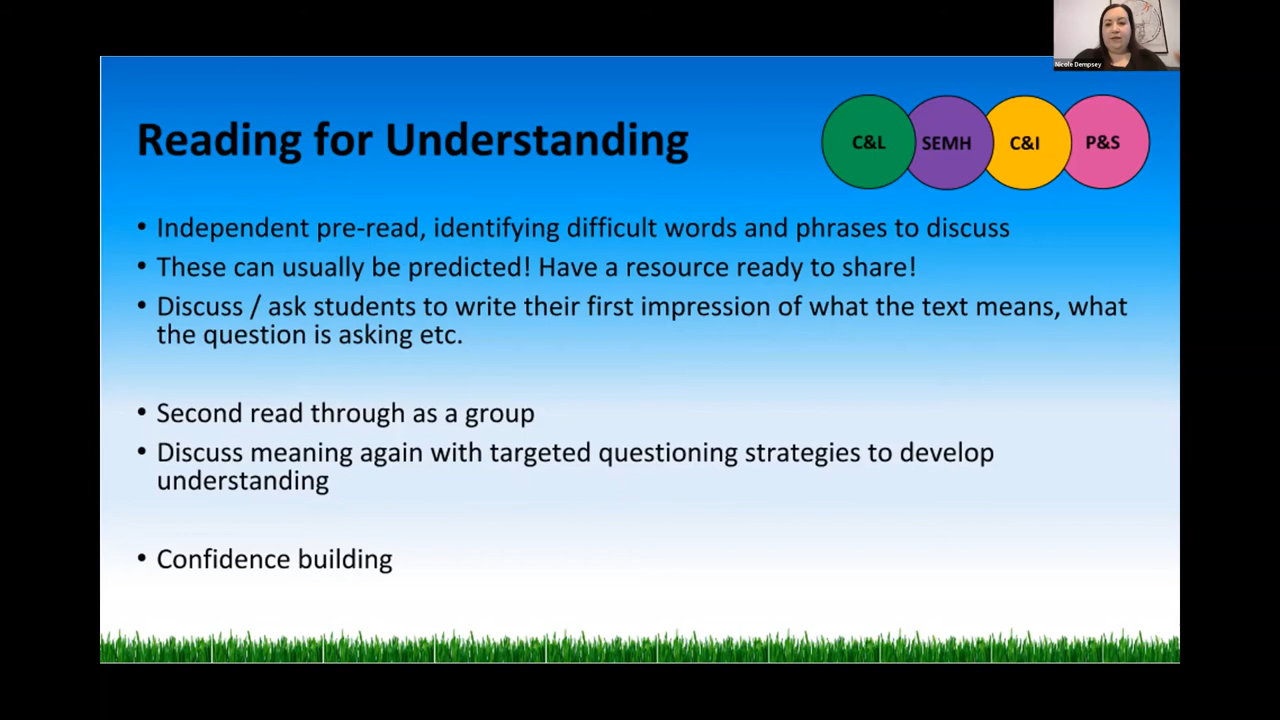 Nicole Dempsey
Reading for Understanding
C&L
SEMH
C&I
P&S
• Independent pre-read, identifying difficult words and phrases to discuss
• These can usually be predicted! Have a resource ready to share!
• Discuss / ask students to write their first impression of what the text means, what
the question is asking etc.
• Second read through as a group
• Discuss meaning again with targeted questioning strategies to develop
understanding
• Confidence building